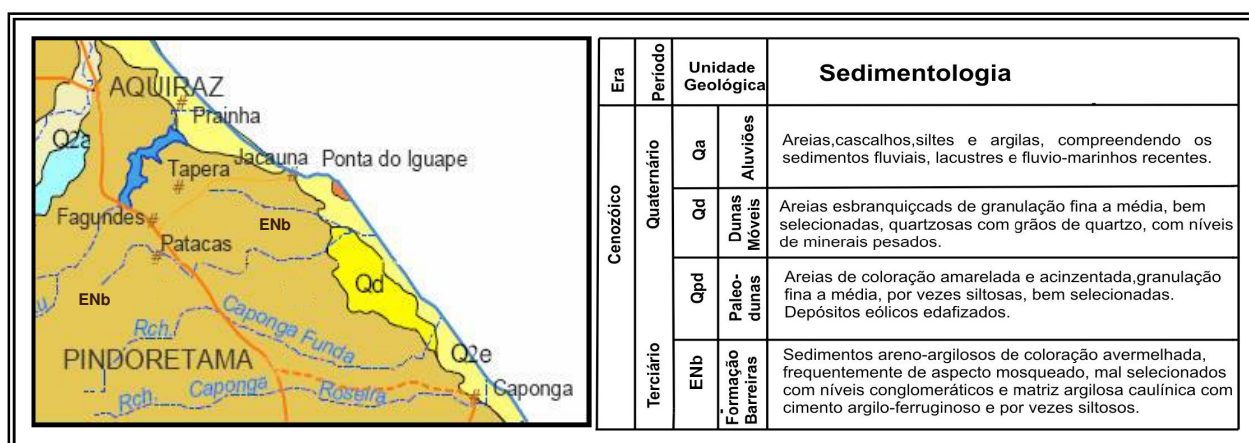 AQUIRAZ
Prainha
Q2a
Jacauna
Ponta do Iguape
Tapera
Fagundes
ENb
Patacas
Qd
ENb
Rch.
Caponga Funda
PINDORETAMA
Q2e
Rch. Caponga Roseira
Caponga
Era
Período
Unidade
Geológica
Sedimentologia
Cenozóico
Quaternário
Qa
Aluviões
Areias,cascalhos,siltes e argilas, compreendendo os
sedimentos fluviais, lacustres e fluvio-marinhos recentes.
Qd
Dunas
Móveis
Areias esbranquiçcads de granulação fina a média, bem
selecionadas, quartzosas com grãos de quartzo, com níveis
de minerais pesados.
Qpd
Paleo-
dunas
Areias de coloração amarelada e acinzentada,granulação
fina a média, por vezes siltosas, bem selecionadas.
Depósitos eólicos edafizados.
Terciário
ENb
Formação
Barreiras
Sedimentos areno-argilosos de coloração avermelhada,
frequentemente de aspecto mosqueado, mal selecionados
com níveis conglomeráticos e matriz argilosa caulínica com
cimento argilo-ferruginoso e por vezes siltosos.